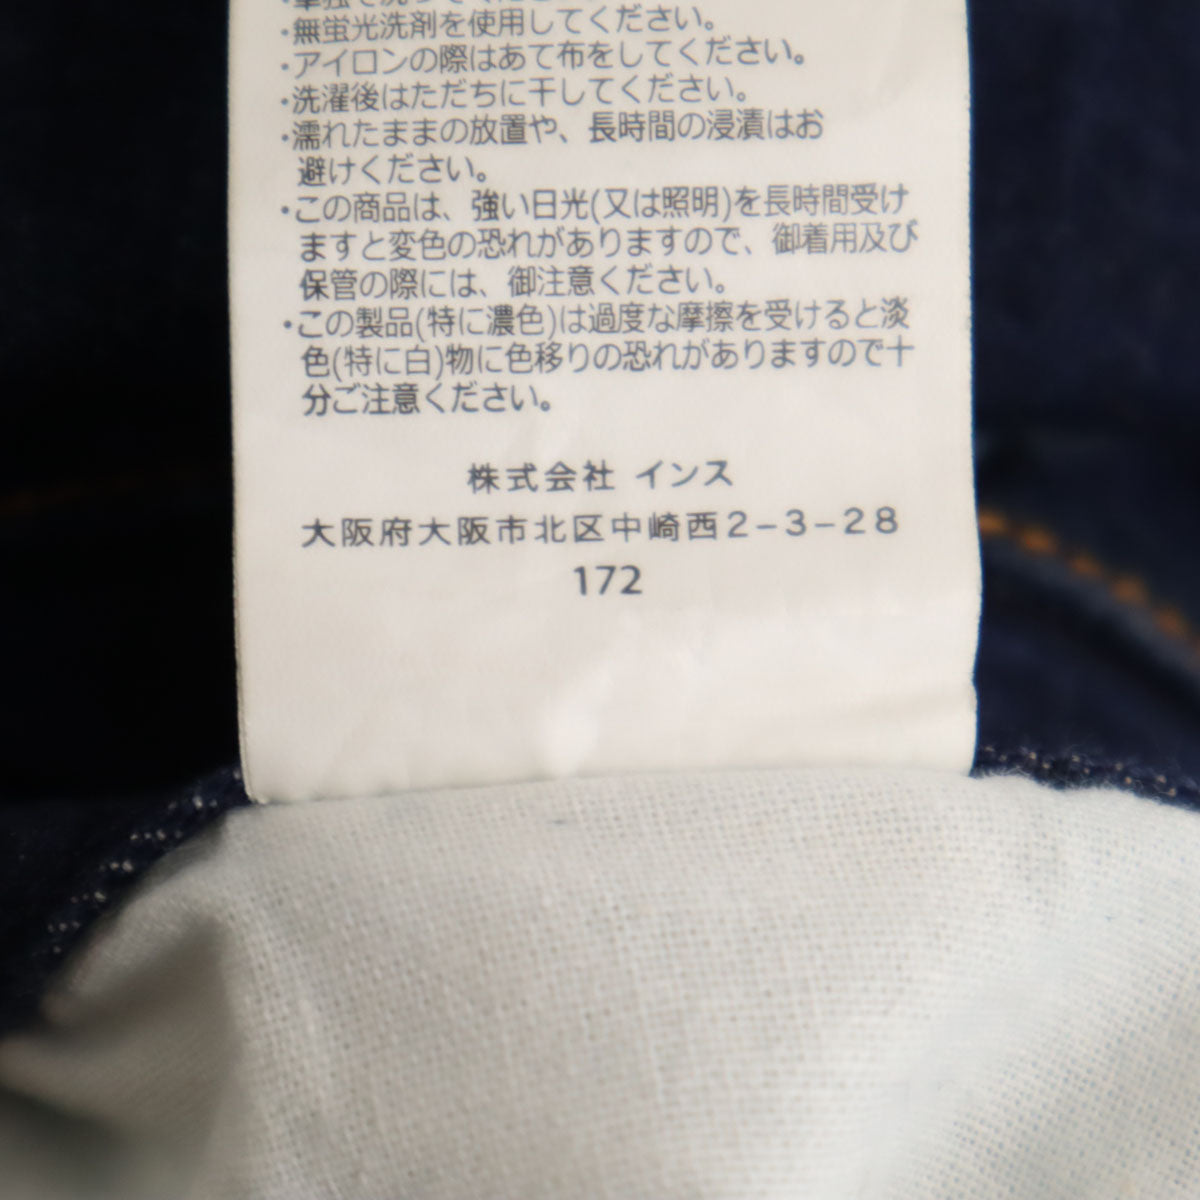 ・単独で洗ってください。
・無蛍光洗剤を使用してください。
・アイロンの際はあて布をしてください。
・洗濯後はただちに干してください。
・濡れたままの放置や、長時間の浸漬はお
避けください。
・この商品は、強い日光(又は照明)を長時間受け
ますと変色の恐れがありますので、御着用及び
保管の際には、御注意ください。
・この製品(特に濃色)は過度な摩擦を受けると淡
色(特に白)物に色移りの恐れがありますので十
分ご注意ください。
株式会社 インス
大阪府大阪市北区中崎西2-3-28
172